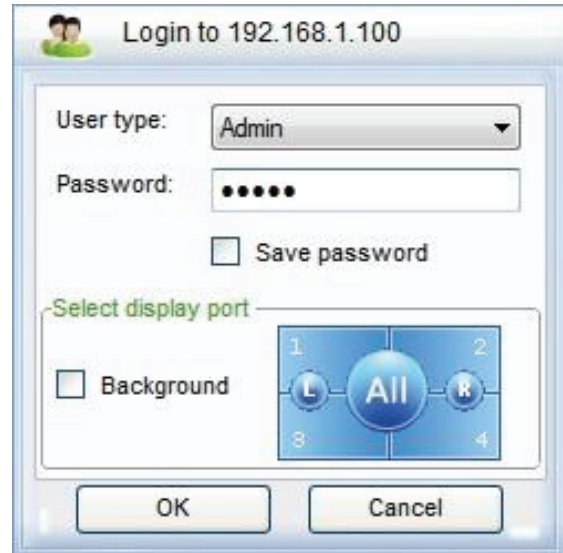 Login to 192.168.1.100
User type: Admin
Password: •••••
Save password
Select display port
Background
1 2
L All R
3 4
OK Cancel